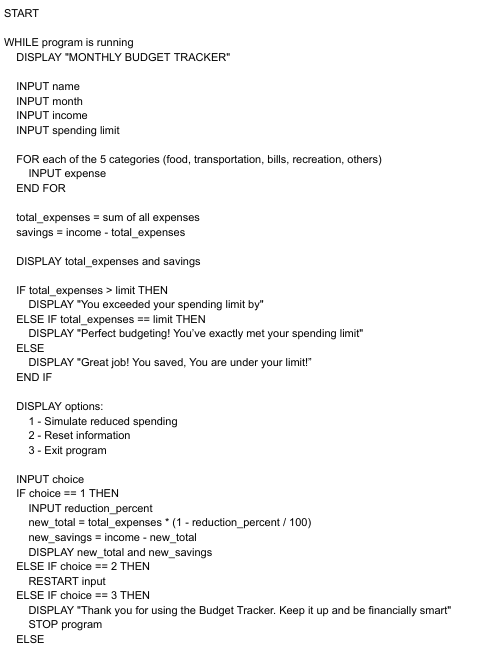 START
WHILE program is running
DISPLAY "MONTHLY BUDGET TRACKER"
INPUT name
INPUT month
INPUT income
INPUT spending limit
FOR each of the 5 categories (food, transportation, bills, recreation, others)
INPUT expense
END FOR
total_expenses = sum of all expenses
savings = income - total_expenses
DISPLAY total_expenses and savings
IF total_expenses > limit THEN
DISPLAY "You exceeded your spending limit by"
ELSE IF total_expenses == limit THEN
DISPLAY "Perfect budgeting! You’ve exactly met your spending limit"
ELSE
DISPLAY "Great job! You saved, You are under your limit!”
END IF
DISPLAY options:
1 - Simulate reduced spending
2 - Reset information
3 - Exit program
INPUT choice
IF choice == 1 THEN
INPUT reduction_percent
new_total = total_expenses * (1 - reduction_percent / 100)
new_savings = income - new_total
DISPLAY new_total and new_savings
ELSE IF choice == 2 THEN
RESTART input
ELSE IF choice == 3 THEN
DISPLAY "Thank you for using the Budget Tracker. Keep it up and be financially smart"
STOP program
ELSE